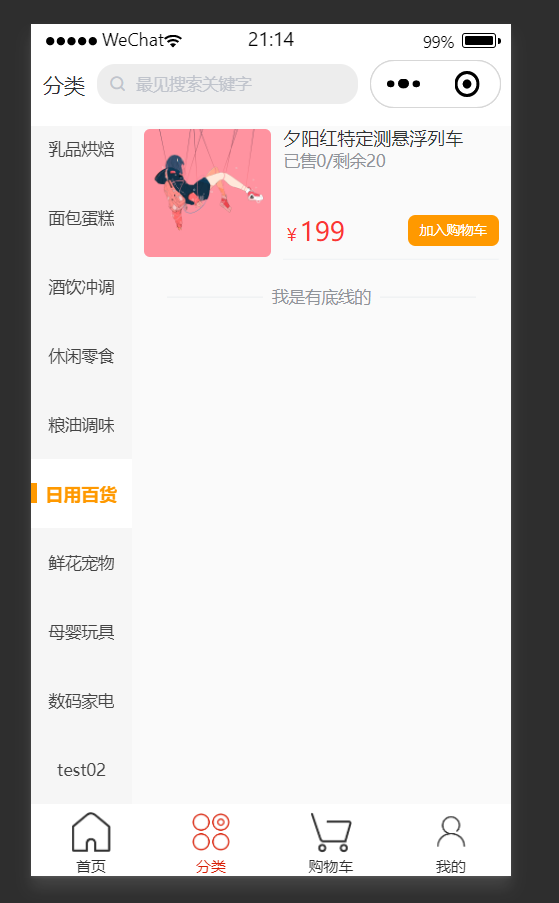 WeChat 21:14 99%
分类 最见搜索关键字
乳品烘焙
面包蛋糕
酒饮冲调
休闲零食
粮油调味
日用百货
鲜花宠物
母婴玩具
数码家电
test02
夕阳红特定测悬浮列车
已售0/剩余20
¥199 加入购物车
我是有底线的
首页 分类 购物车 我的